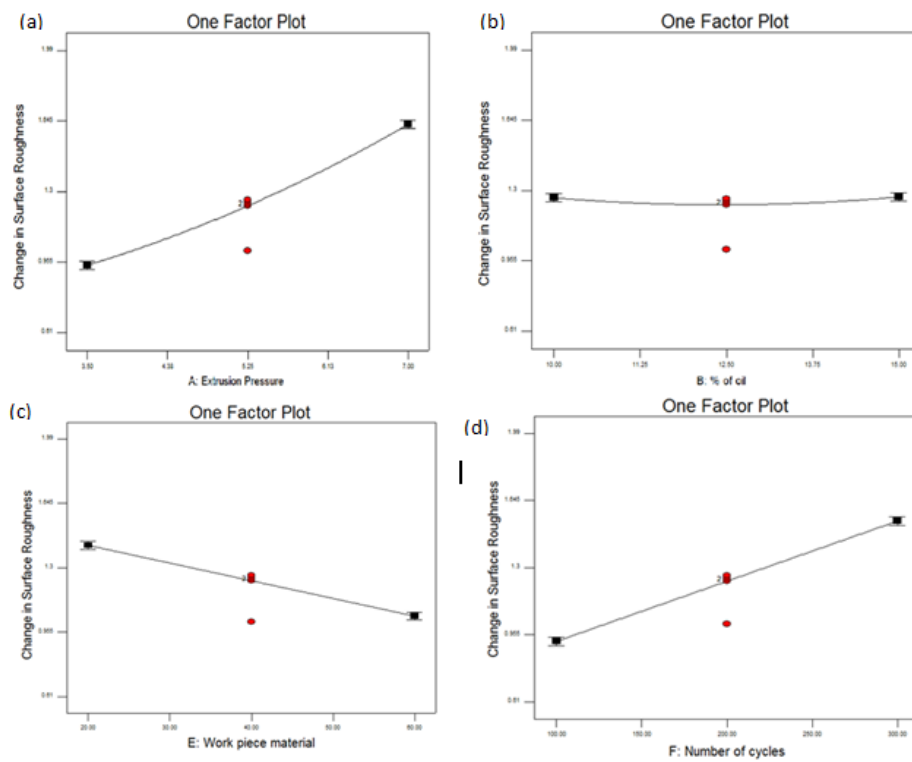 (a)
One Factor Plot
Change in Surface Roughness
1.99
1.645
1.3
0.955
0.61
2
3.50 4.38 5.25 6.13 7.00
A: Extrusion Pressure
(b)
One Factor Plot
Change in Surface Roughness
1.99
1.645
1.3
0.955
0.61
2
10.00 11.25 12.50 13.75 15.00
B: % of oil
(c)
One Factor Plot
Change in Surface Roughness
1.99
1.645
1.3
0.955
0.61
20.00 30.00 40.00 50.00 60.00
E: Work piece material
(d)
One Factor Plot
Change in Surface Roughness
1.99
1.645
1.3
0.955
0.61
2
100.00 150.00 200.00 250.00 300.00
F: Number of cycles